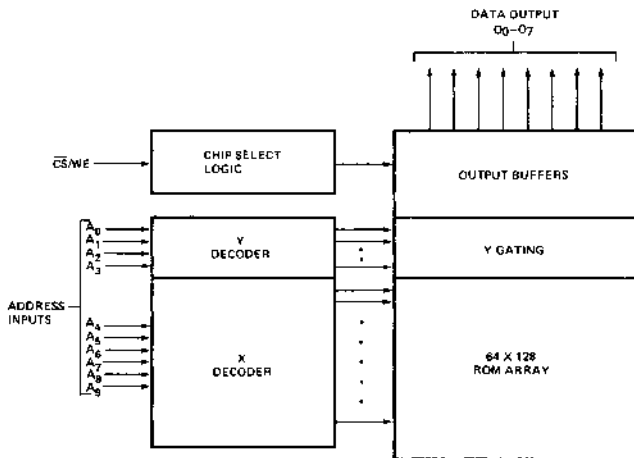 DATA OUTPUT
O0-O7
CS/WE
CHIP SELECT
LOGIC
OUTPUT BUFFERS
A0
A1
A2
A3
Y
DECODER
Y GATING
ADDRESS
INPUTS
A4
A5
A6
A7
A8
A9
X
DECODER
64 X 128
ROM ARRAY